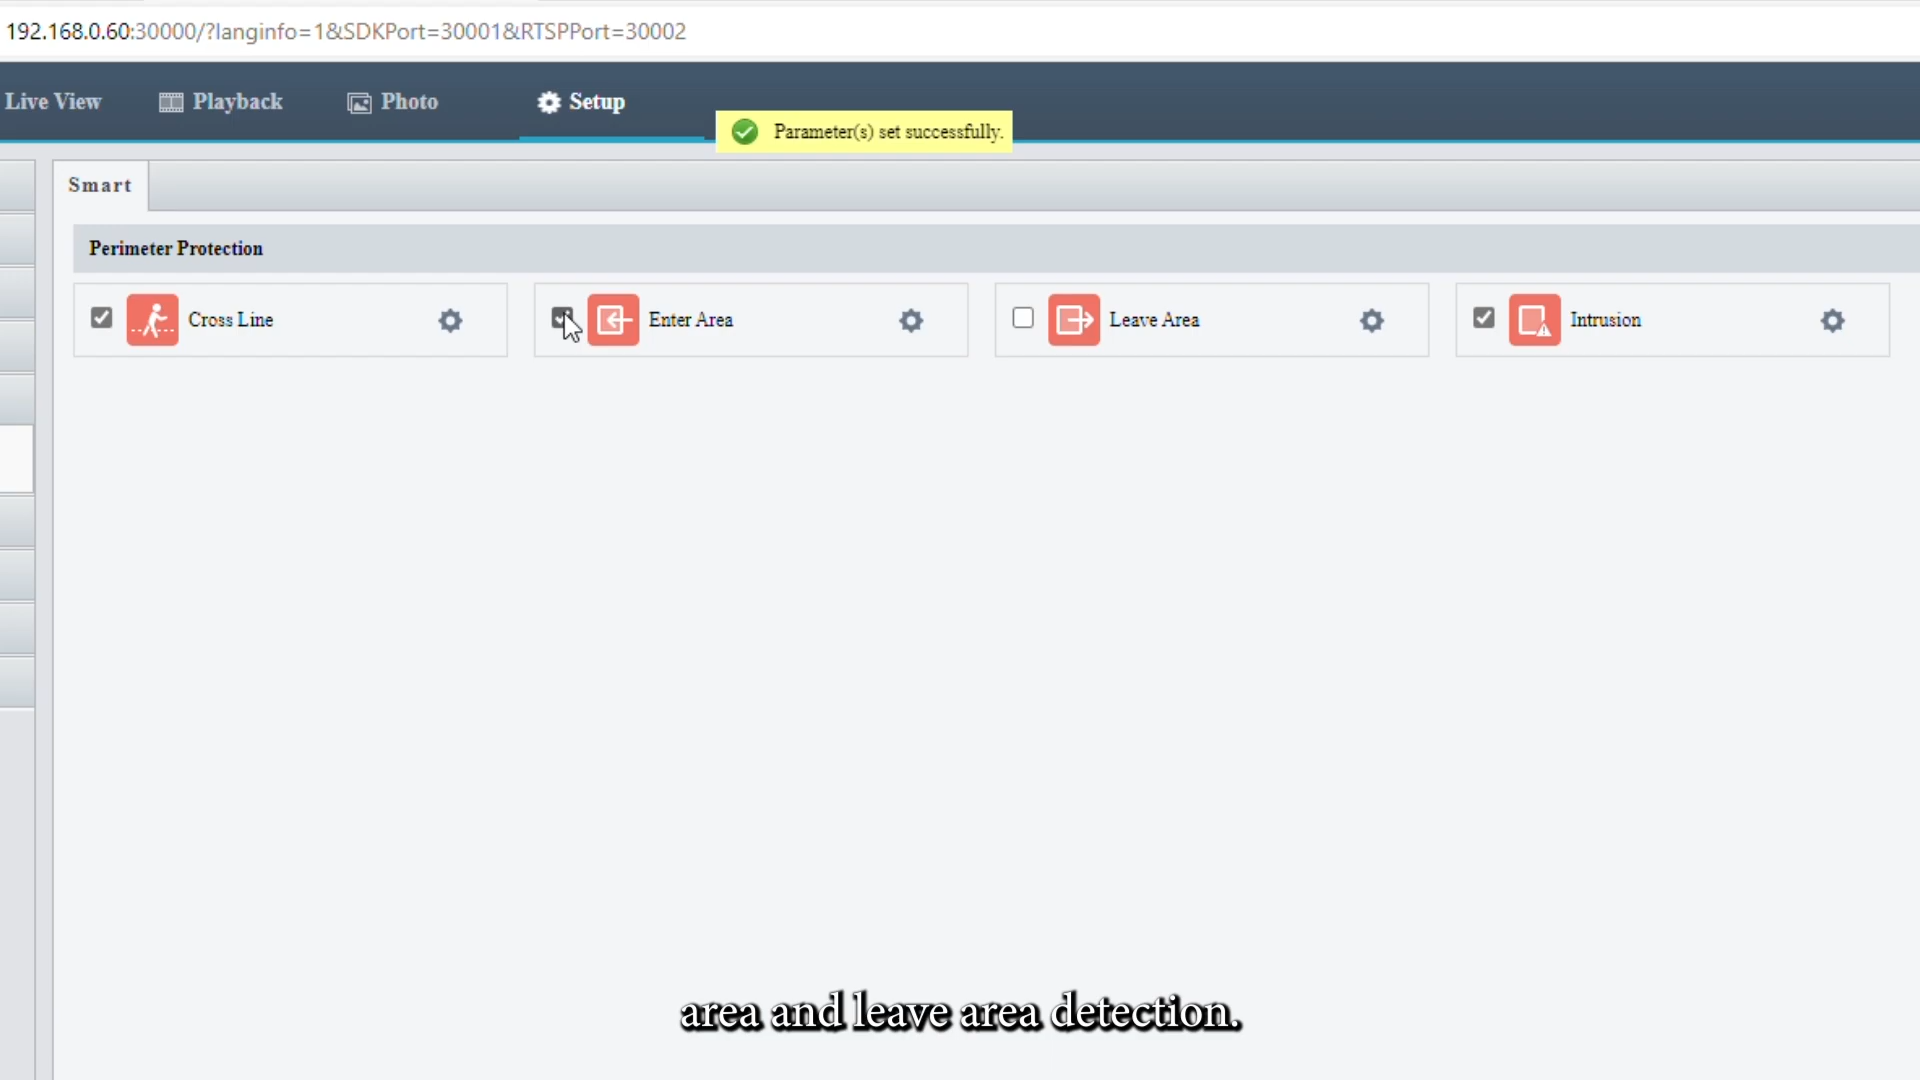 192.168.0.60:30000/?langinfo=1&SDKPort=30001&RTSPPort=30002
Live View Playback Photo Setup
Parameter(s) set successfully.
Smart
Perimeter Protection
Cross Line Enter Area Leave Area Intrusion
area and leave area detection.